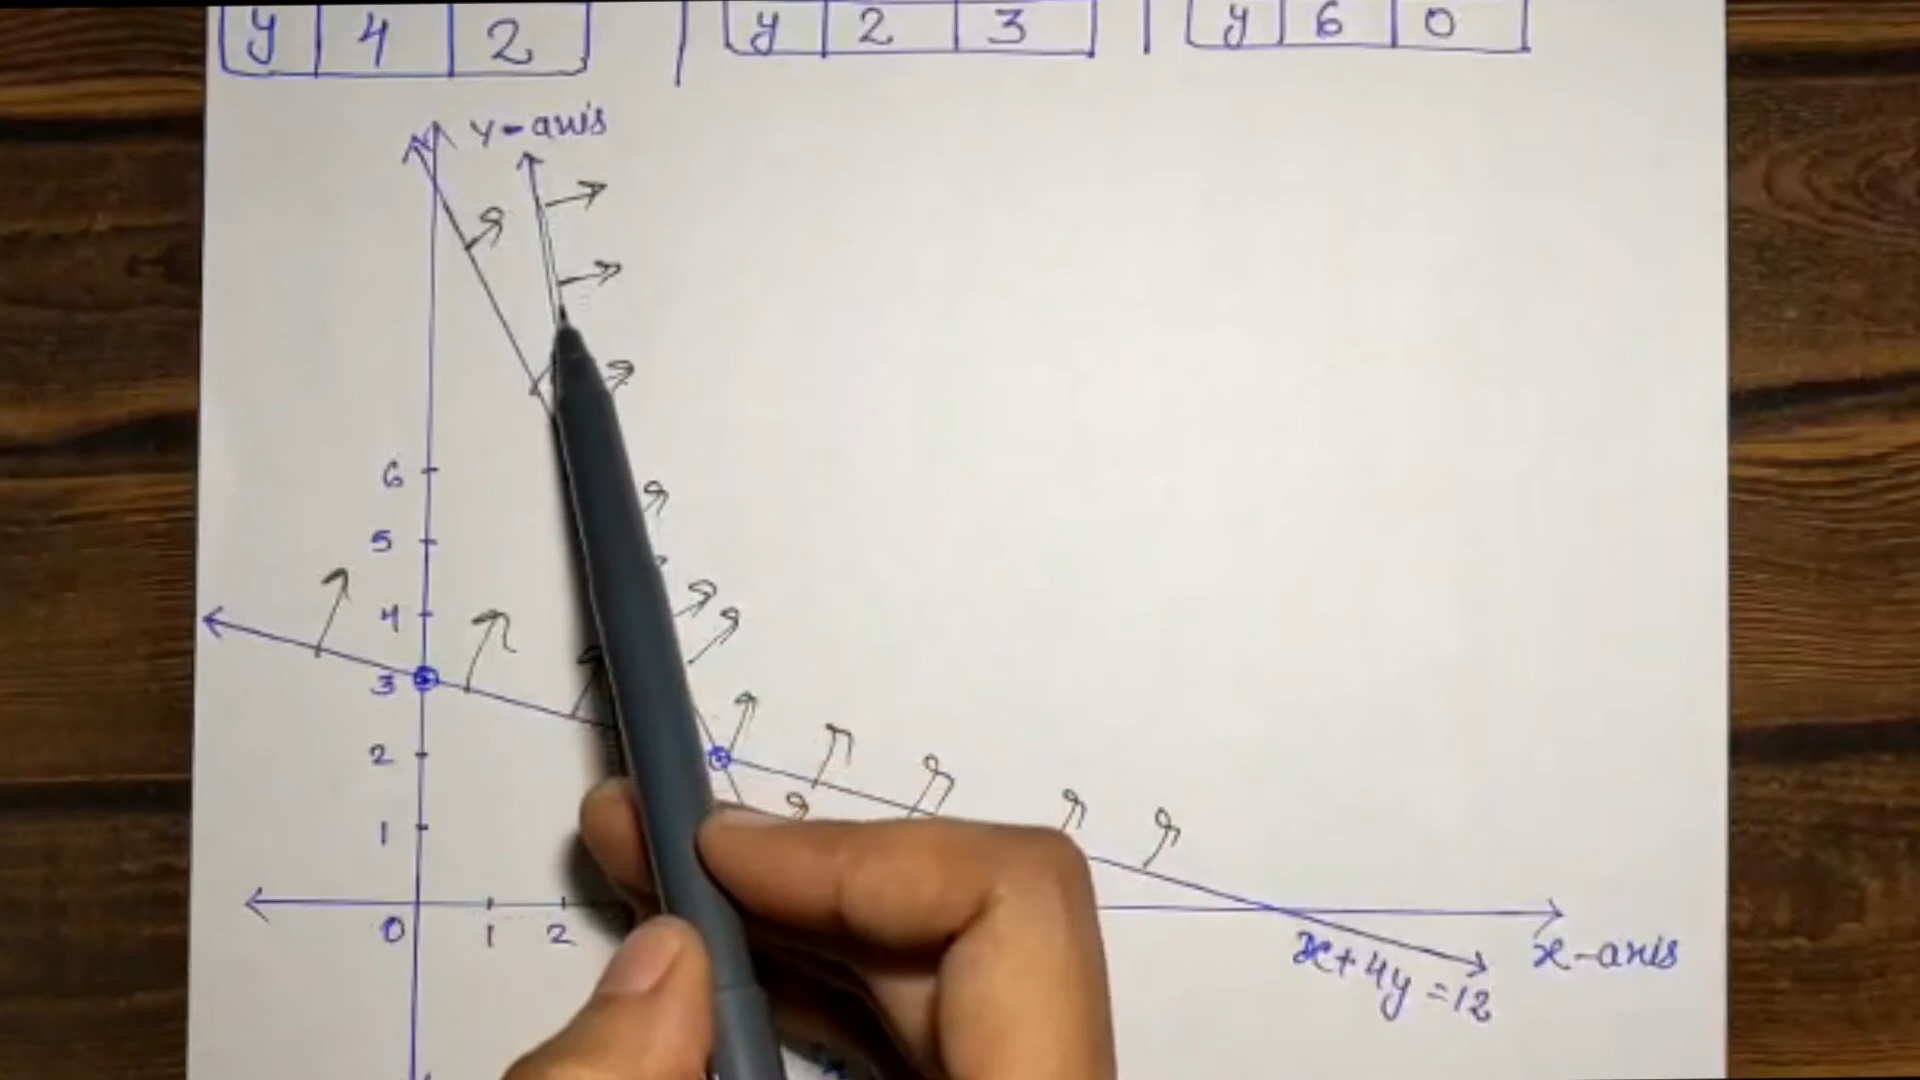 y 4 2
y 2 3
y 6 0
y-axis
6
5
4
3
2
1
0 1 2
x-axis
x+4y=12